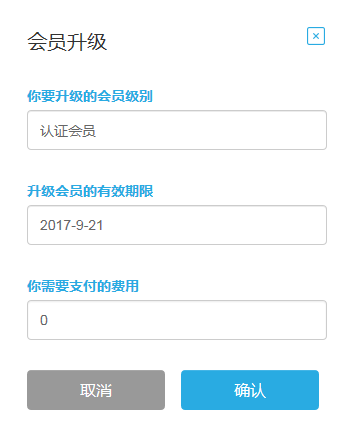 会员升级
你要升级的会员级别
认证会员
升级会员的有效期限
2017-9-21
你需要支付的费用
0
取消 确认